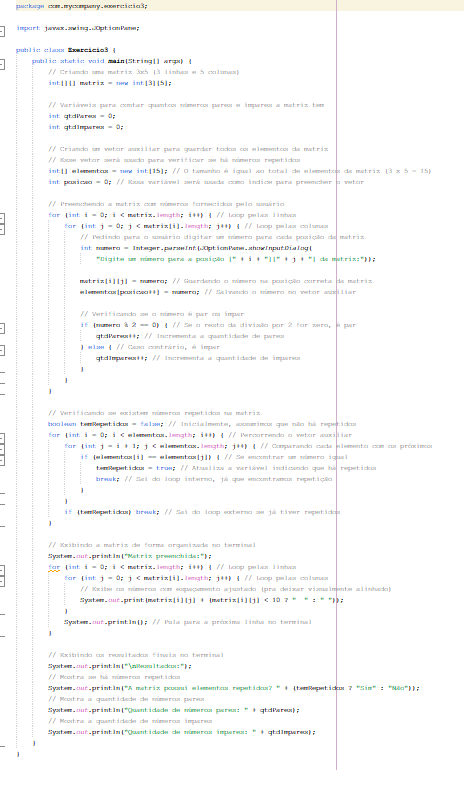 package com.mycompany.exercicio3;
import javax.swing.JOptionPane;
public class Exercicio3 {
public static void main(String[] args) {
// Criando uma matriz 3x5 (3 linhas e 5 colunas)
int[][] matriz = new int[3][5];
// Variáveis para contar quantos números pares e ímpares a matriz tem
int qtdPares = 0;
int qtdImpares = 0;
// Criando um vetor auxiliar para guardar todos os elementos da matriz
// Esse vetor será usado para verificar se há números repetidos
int[] elementos = new int[15]; // O tamanho é igual ao total de elementos da matriz (3 x 5 = 15)
int posicao = 0; // Essa variável será usada como índice para preencher o vetor
// Preenchendo a matriz com números fornecidos pelo usuário
for (int i = 0; i < matriz.length; i++) { // Loop pelas linhas
for (int j = 0; j < matriz[i].length; j++) { // Loop pelas colunas
// Pedindo para o usuário digitar um número para cada posição da matriz
int numero = Integer.parseInt(JOptionPane.showInputDialog(
"Digite um número para a posição [" + i + "][" + j + "] da matriz:"));
matriz[i][j] = numero; // Guardando o número na posição correta da matriz
elementos[posicao++] = numero; // Salvando o número no vetor auxiliar
// Verificando se o número é par ou ímpar
if (numero % 2 == 0) { // Se o resto da divisão por 2 for zero, é par
qtdPares++; // Incrementa a quantidade de pares
} else { // Caso contrário, é ímpar
qtdImpares++; // Incrementa a quantidade de ímpares
}
}
}
// Verificando se existem números repetidos na matriz
boolean temRepetidos = false; // Inicialmente, assumimos que não há repetidos
for (int i = 0; i < elementos.length; i++) { // Percorrendo o vetor auxiliar
for (int j = i + 1; j < elementos.length; j++) { // Comparando cada elemento com os próximos
if (elementos[i] == elementos[j]) { // Se encontrar um número igual
temRepetidos = true; // Atualiza a variável indicando que há repetidos
break; // Sai do loop interno, já que encontramos repetição
}
}
if (temRepetidos) break; // Sai do loop externo se já tiver repetidos
}
// Exibindo a matriz de forma organizada no terminal
System.out.println("Matriz preenchida:");
for (int i = 0; i < matriz.length; i++) { // Loop pelas linhas
for (int j = 0; j < matriz[i].length; j++) { // Loop pelas colunas
// Exibe os números com espaçamento ajustado (pra deixar visualmente alinhado)
System.out.print(matriz[i][j] + (matriz[i][j] < 10 ? "  " : " "));
}
System.out.println(); // Pula para a próxima linha no terminal
}
// Exibindo os resultados finais no terminal
System.out.println("\nResultados:");
// Mostra se há números repetidos
System.out.println("A matriz possui elementos repetidos? " + (temRepetidos ? "Sim" : "Não"));
// Mostra a quantidade de números pares
System.out.println("Quantidade de números pares: " + qtdPares);
// Mostra a quantidade de números ímpares
System.out.println("Quantidade de números ímpares: " + qtdImpares);
}
}